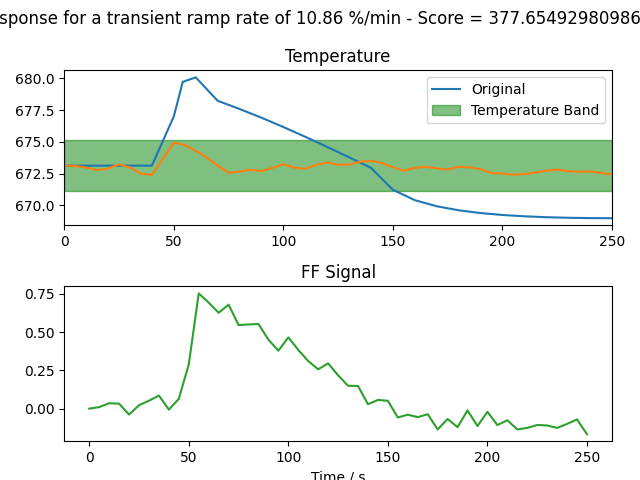 sponse for a transient ramp rate of 10.86 %/min - Score = 377.65492980986
Temperature
680.0
677.5
675.0
672.5
670.0
Original
Temperature Band
0 50 100 150 200 250
FF Signal
0.75
0.50
0.25
0.00
0 50 100 150 200 250
Time / s